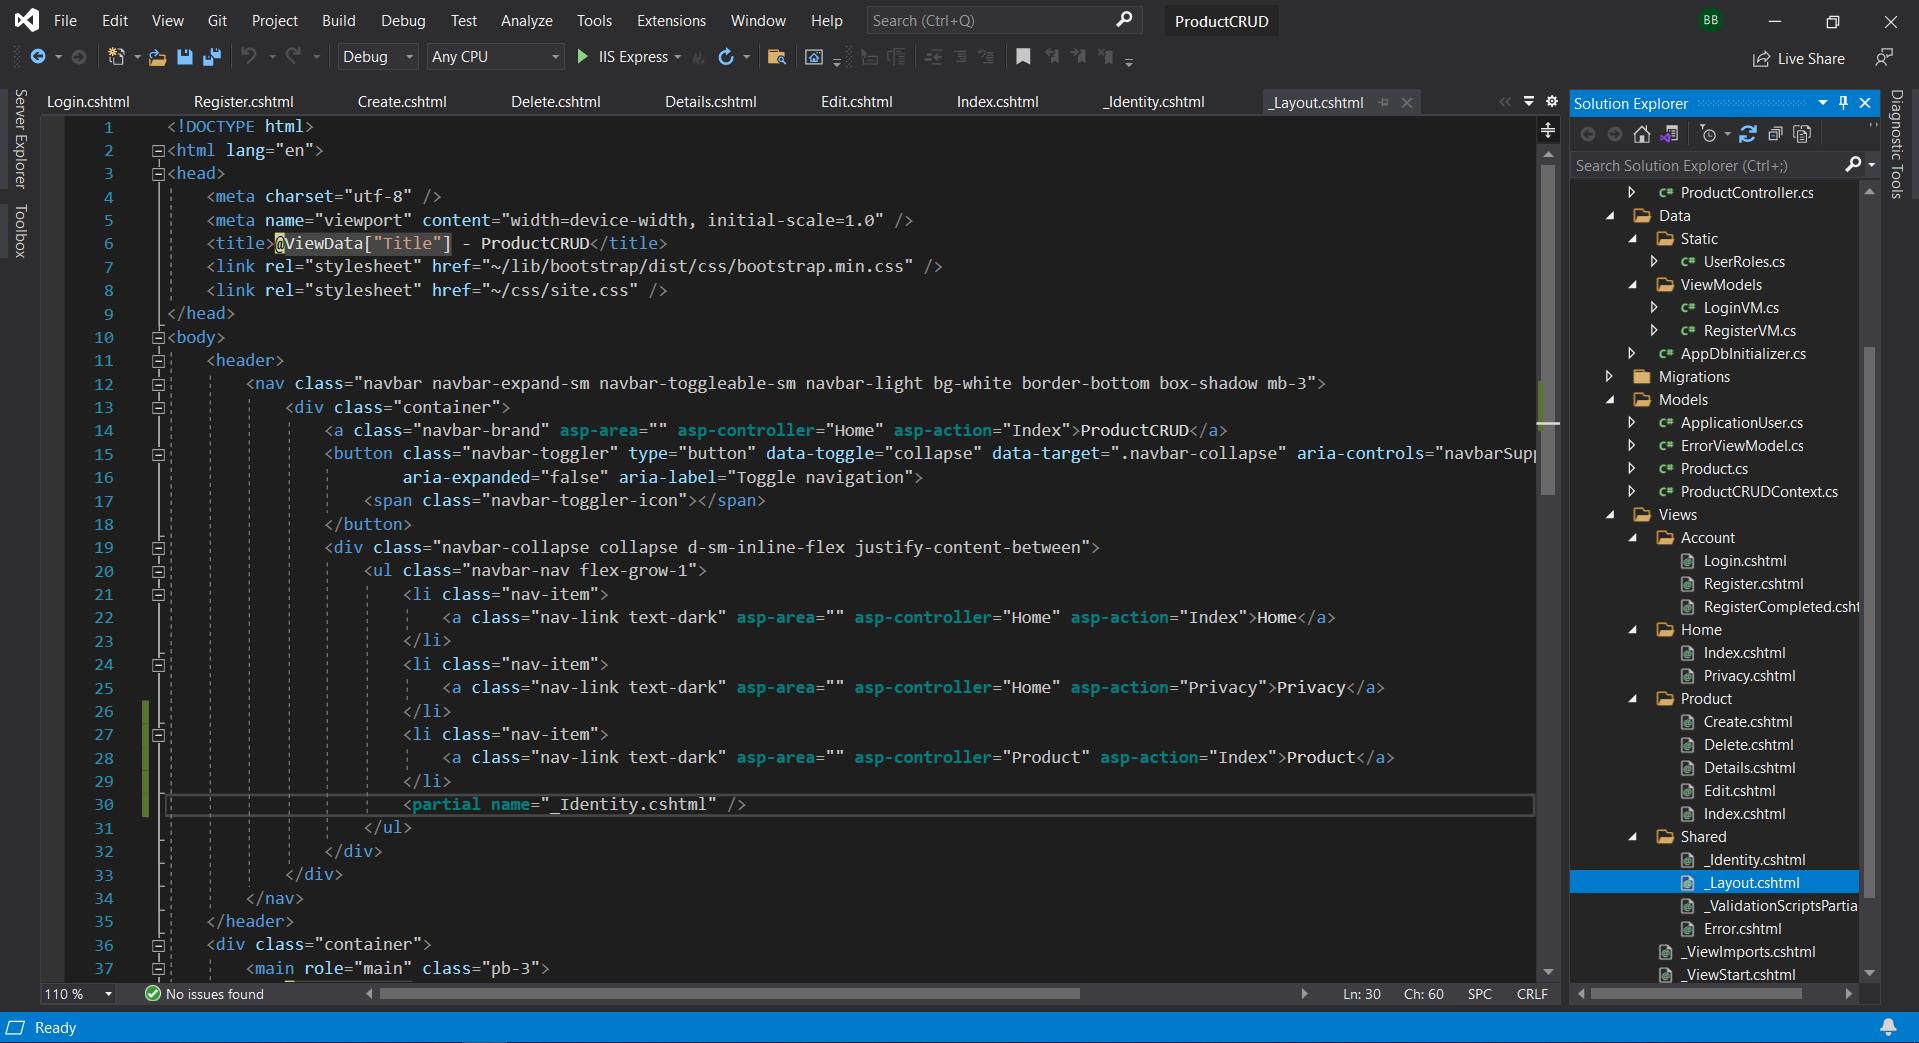 File Edit View Git Project Build Debug Test Analyze Tools Extensions Window Help Search (Ctrl+Q) ProductCRUD BB
Debug Any CPU IIS Express Live Share
Server Explorer
Toolbox
Login.cshtml Register.cshtml Create.cshtml Delete.cshtml Details.cshtml Edit.cshtml Index.cshtml _Identity.cshtml _Layout.cshtml
1 <!DOCTYPE html>
2 <html lang="en">
3 <head>
4 <meta charset="utf-8" />
5 <meta name="viewport" content="width=device-width, initial-scale=1.0" />
6 <title>@ViewData["Title"] - ProductCRUD</title>
7 <link rel="stylesheet" href="~/lib/bootstrap/dist/css/bootstrap.min.css" />
8 <link rel="stylesheet" href="~/css/site.css" />
9 </head>
10 <body>
11 <header>
12 <nav class="navbar navbar-expand-sm navbar-toggleable-sm navbar-light bg-white border-bottom box-shadow mb-3">
13 <div class="container">
14 <a class="navbar-brand" asp-area="" asp-controller="Home" asp-action="Index">ProductCRUD</a>
15 <button class="navbar-toggler" type="button" data-toggle="collapse" data-target=".navbar-collapse" aria-controls="navbarSupp
16 aria-expanded="false" aria-label="Toggle navigation">
17 <span class="navbar-toggler-icon"></span>
18 </button>
19 <div class="navbar-collapse collapse d-sm-inline-flex justify-content-between">
20 <ul class="navbar-nav flex-grow-1">
21 <li class="nav-item">
22 <a class="nav-link text-dark" asp-area="" asp-controller="Home" asp-action="Index">Home</a>
23 </li>
24 <li class="nav-item">
25 <a class="nav-link text-dark" asp-area="" asp-controller="Home" asp-action="Privacy">Privacy</a>
26 </li>
27 <li class="nav-item">
28 <a class="nav-link text-dark" asp-area="" asp-controller="Product" asp-action="Index">Product</a>
29 </li>
30 <partial name="_Identity.cshtml" />
31 </ul>
32 </div>
33 </div>
34 </nav>
35 </header>
36 <div class="container">
37 <main role="main" class="pb-3">
110 % No issues found Ln: 30 Ch: 60 SPC CRLF
Solution Explorer
Search Solution Explorer (Ctrl+;)
C# ProductController.cs
Data
Static
C# UserRoles.cs
ViewModels
C# LoginVM.cs
C# RegisterVM.cs
C# AppDbInitializer.cs
Migrations
Models
C# ApplicationUser.cs
C# ErrorViewModel.cs
C# Product.cs
C# ProductCRUDContext.cs
Views
Account
Login.cshtml
Register.cshtml
RegisterCompleted.csht
Home
Index.cshtml
Privacy.cshtml
Product
Create.cshtml
Delete.cshtml
Details.cshtml
Edit.cshtml
Index.cshtml
Shared
_Identity.cshtml
_Layout.cshtml
_ValidationScriptsPartia
Error.cshtml
_ViewImports.cshtml
_ViewStart.cshtml
Diagnostic Tools
Ready